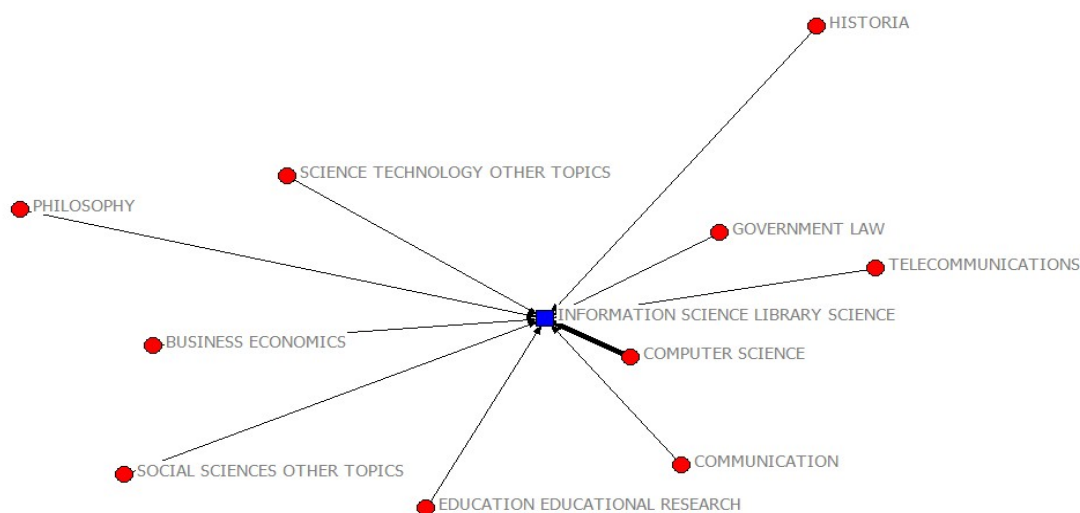 HISTORIA
SCIENCE TECHNOLOGY OTHER TOPICS
PHILOSOPHY
GOVERNMENT LAW
TELECOMMUNICATIONS
INFORMATION SCIENCE LIBRARY SCIENCE
BUSINESS ECONOMICS
COMPUTER SCIENCE
COMMUNICATION
SOCIAL SCIENCES OTHER TOPICS
EDUCATION EDUCATIONAL RESEARCH